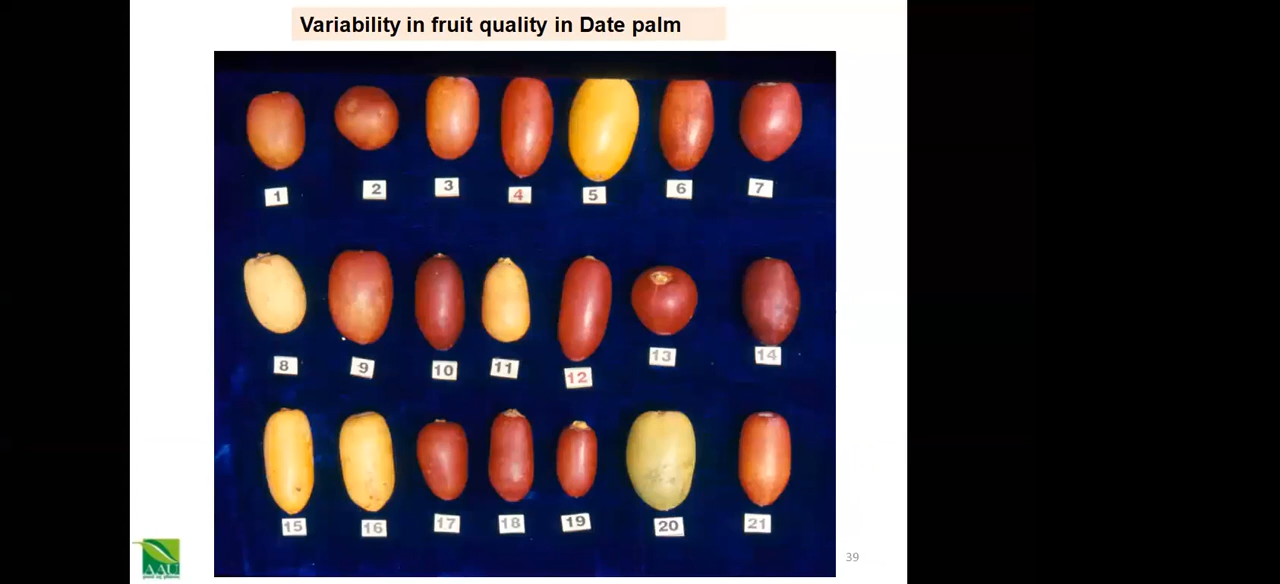 Variability in fruit quality in Date palm
1 2 3 4 5 6 7
8 9 10 11 12 13 14
15 16 17 18 19 20 21
AAU
39